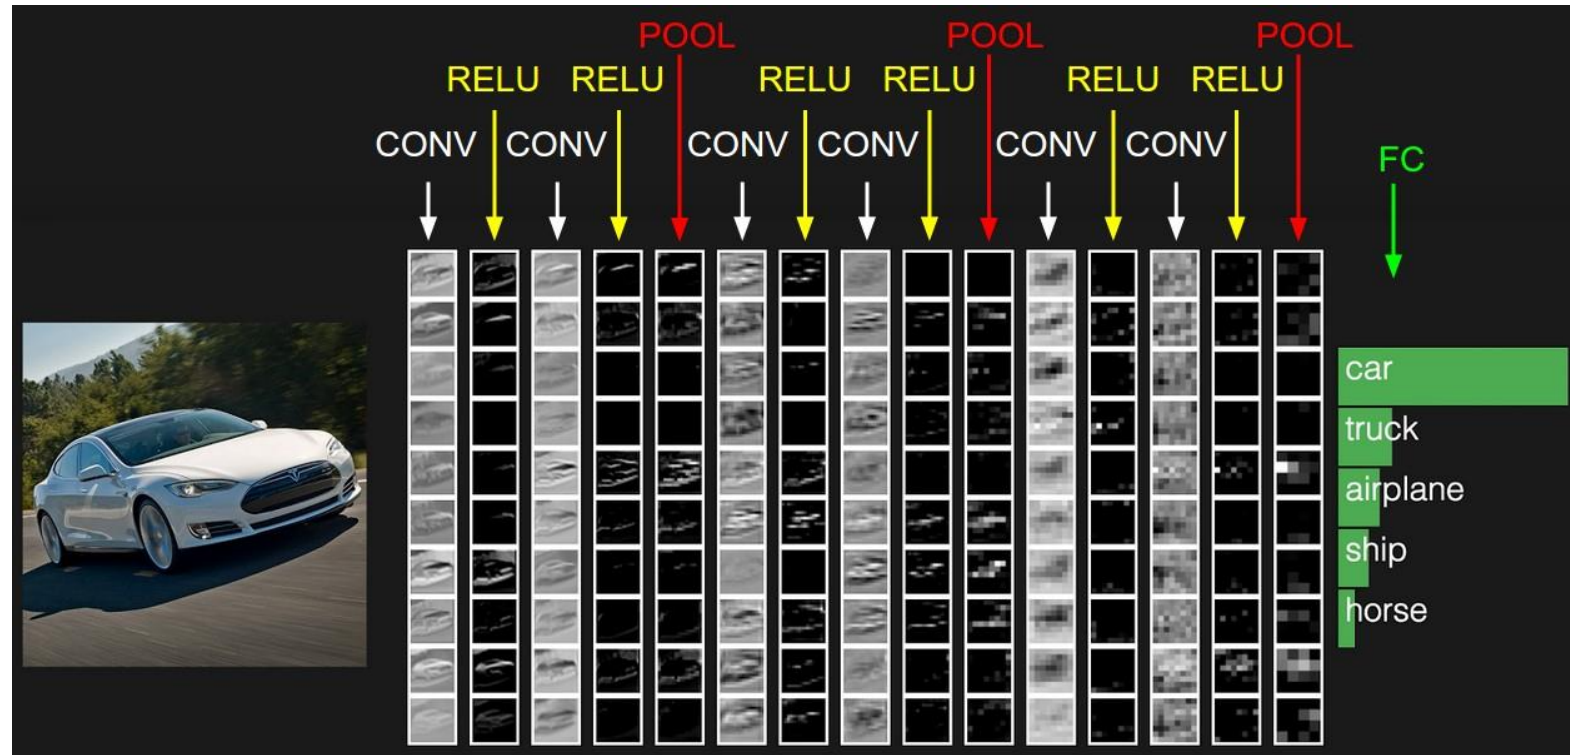 POOL POOL POOL
RELU RELU RELU RELU RELU RELU
CONV CONV CONV CONV CONV CONV
FC
car
truck
airplane
ship
horse